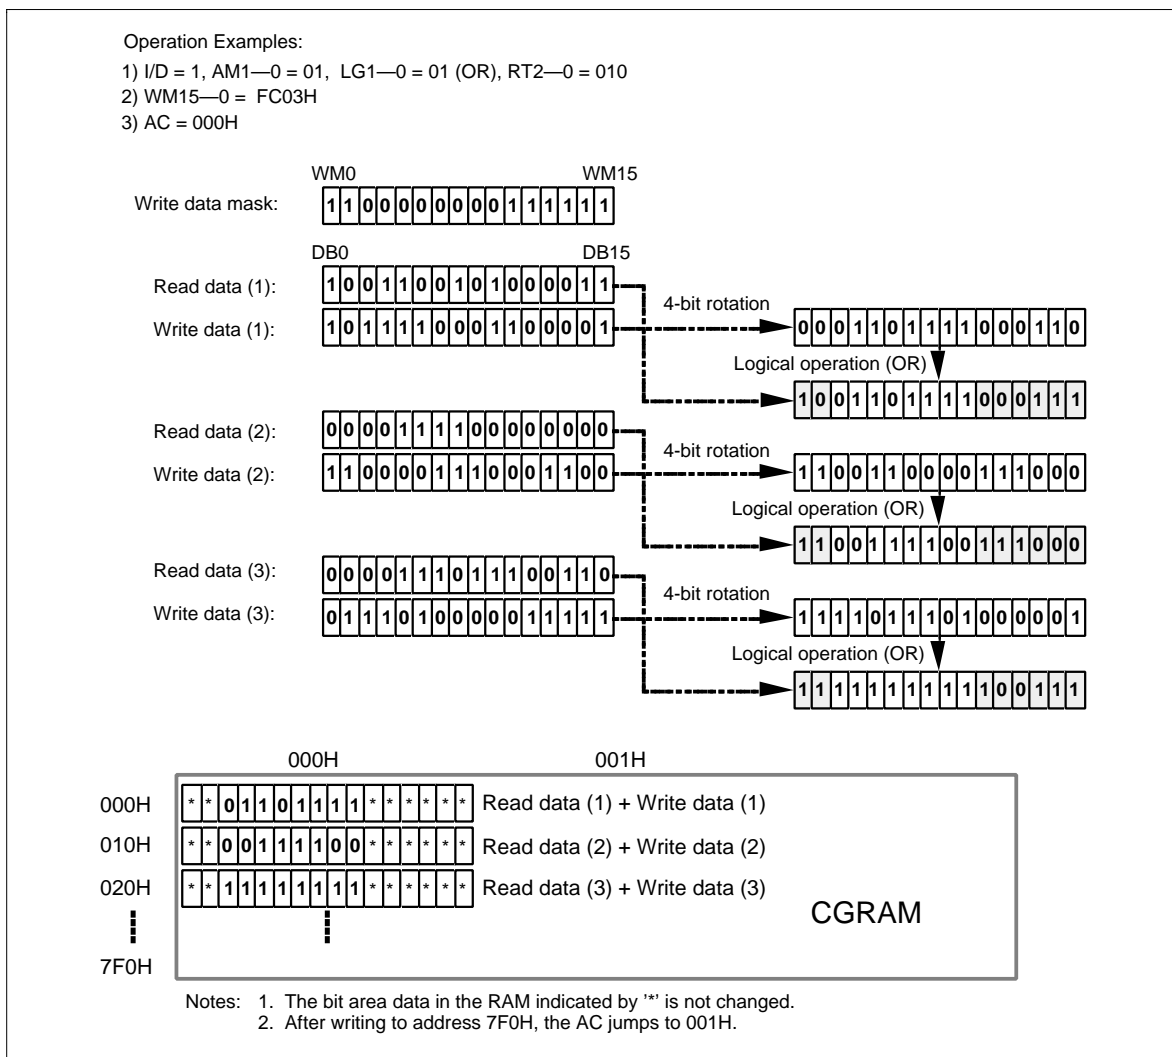 Operation Examples:
1) I/D = 1, AM1—0 = 01, LG1—0 = 01 (OR), RT2—0 = 010
2) WM15—0 = FC03H
3) AC = 000H
WM0 WM15
Write data mask: 1 1 0 0 0 0 0 0 0 0 1 1 1 1 1 1
DB0 DB15
Read data (1): 1 0 0 1 1 0 0 1 0 1 0 0 0 0 1 1
4-bit rotation
Write data (1): 1 0 1 1 1 1 0 0 0 1 1 0 0 0 0 1
0 0 0 1 1 0 1 1 1 1 0 0 0 1 1 0
Logical operation (OR)
1 0 0 1 1 0 1 1 1 1 0 0 0 1 1 1
Read data (2): 0 0 0 0 1 1 1 1 0 0 0 0 0 0 0 0
4-bit rotation
Write data (2): 1 1 0 0 0 0 1 1 1 0 0 0 1 1 0 0
1 1 0 0 1 1 0 0 0 0 1 1 1 0 0 0
Logical operation (OR)
1 1 0 0 1 1 1 1 0 0 1 1 1 0 0 0
Read data (3): 0 0 0 0 1 1 1 0 1 1 1 0 0 1 1 0
4-bit rotation
Write data (3): 0 1 1 1 0 1 0 0 0 0 0 1 1 1 1 1
1 1 1 1 0 1 1 1 0 1 0 0 0 0 0 1
Logical operation (OR)
1 1 1 1 1 1 1 1 1 1 1 0 0 1 1 1
000H 001H
000H * * 0 1 1 0 1 1 1 1 * * * * * * Read data (1) + Write data (1)
010H * * 0 0 1 1 1 1 0 0 * * * * * * Read data (2) + Write data (2)
020H * * 1 1 1 1 1 1 1 1 * * * * * * Read data (3) + Write data (3)
CGRAM
7F0H
Notes: 1. The bit area data in the RAM indicated by '*' is not changed.
2. After writing to address 7F0H, the AC jumps to 001H.